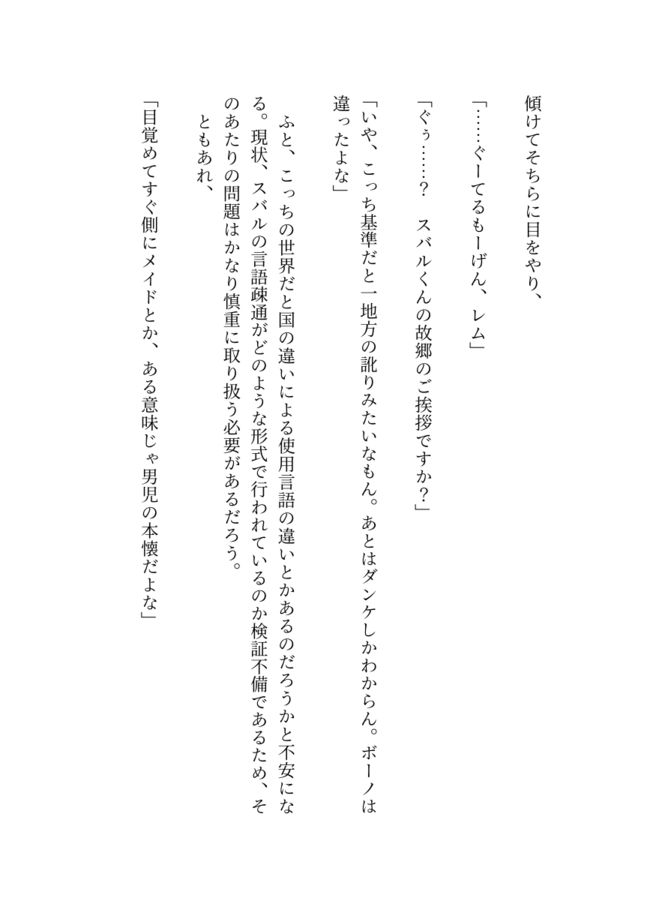 傾けてそちらに目をやり、
「……ぐーてるもーげん、レム」
「ぐぅ……？　スバルくんの故郷のご挨拶ですか？」
「いや、こっち基準だと一地方の訛りみたいなもん。あとはダンケしかわからん。ボーノは
違ったよな」
　ふと、こっちの世界だと国の違いによる使用言語の違いとかあるのだろうかと不安にな
る。現状、スバルの言語疎通がどのような形式で行われているのか検証不備であるため、そ
のあたりの問題はかなり慎重に取り扱う必要があるだろう。
　ともあれ、
「目覚めてすぐ側にメイドとか、ある意味じゃ男児の本懐だよな」